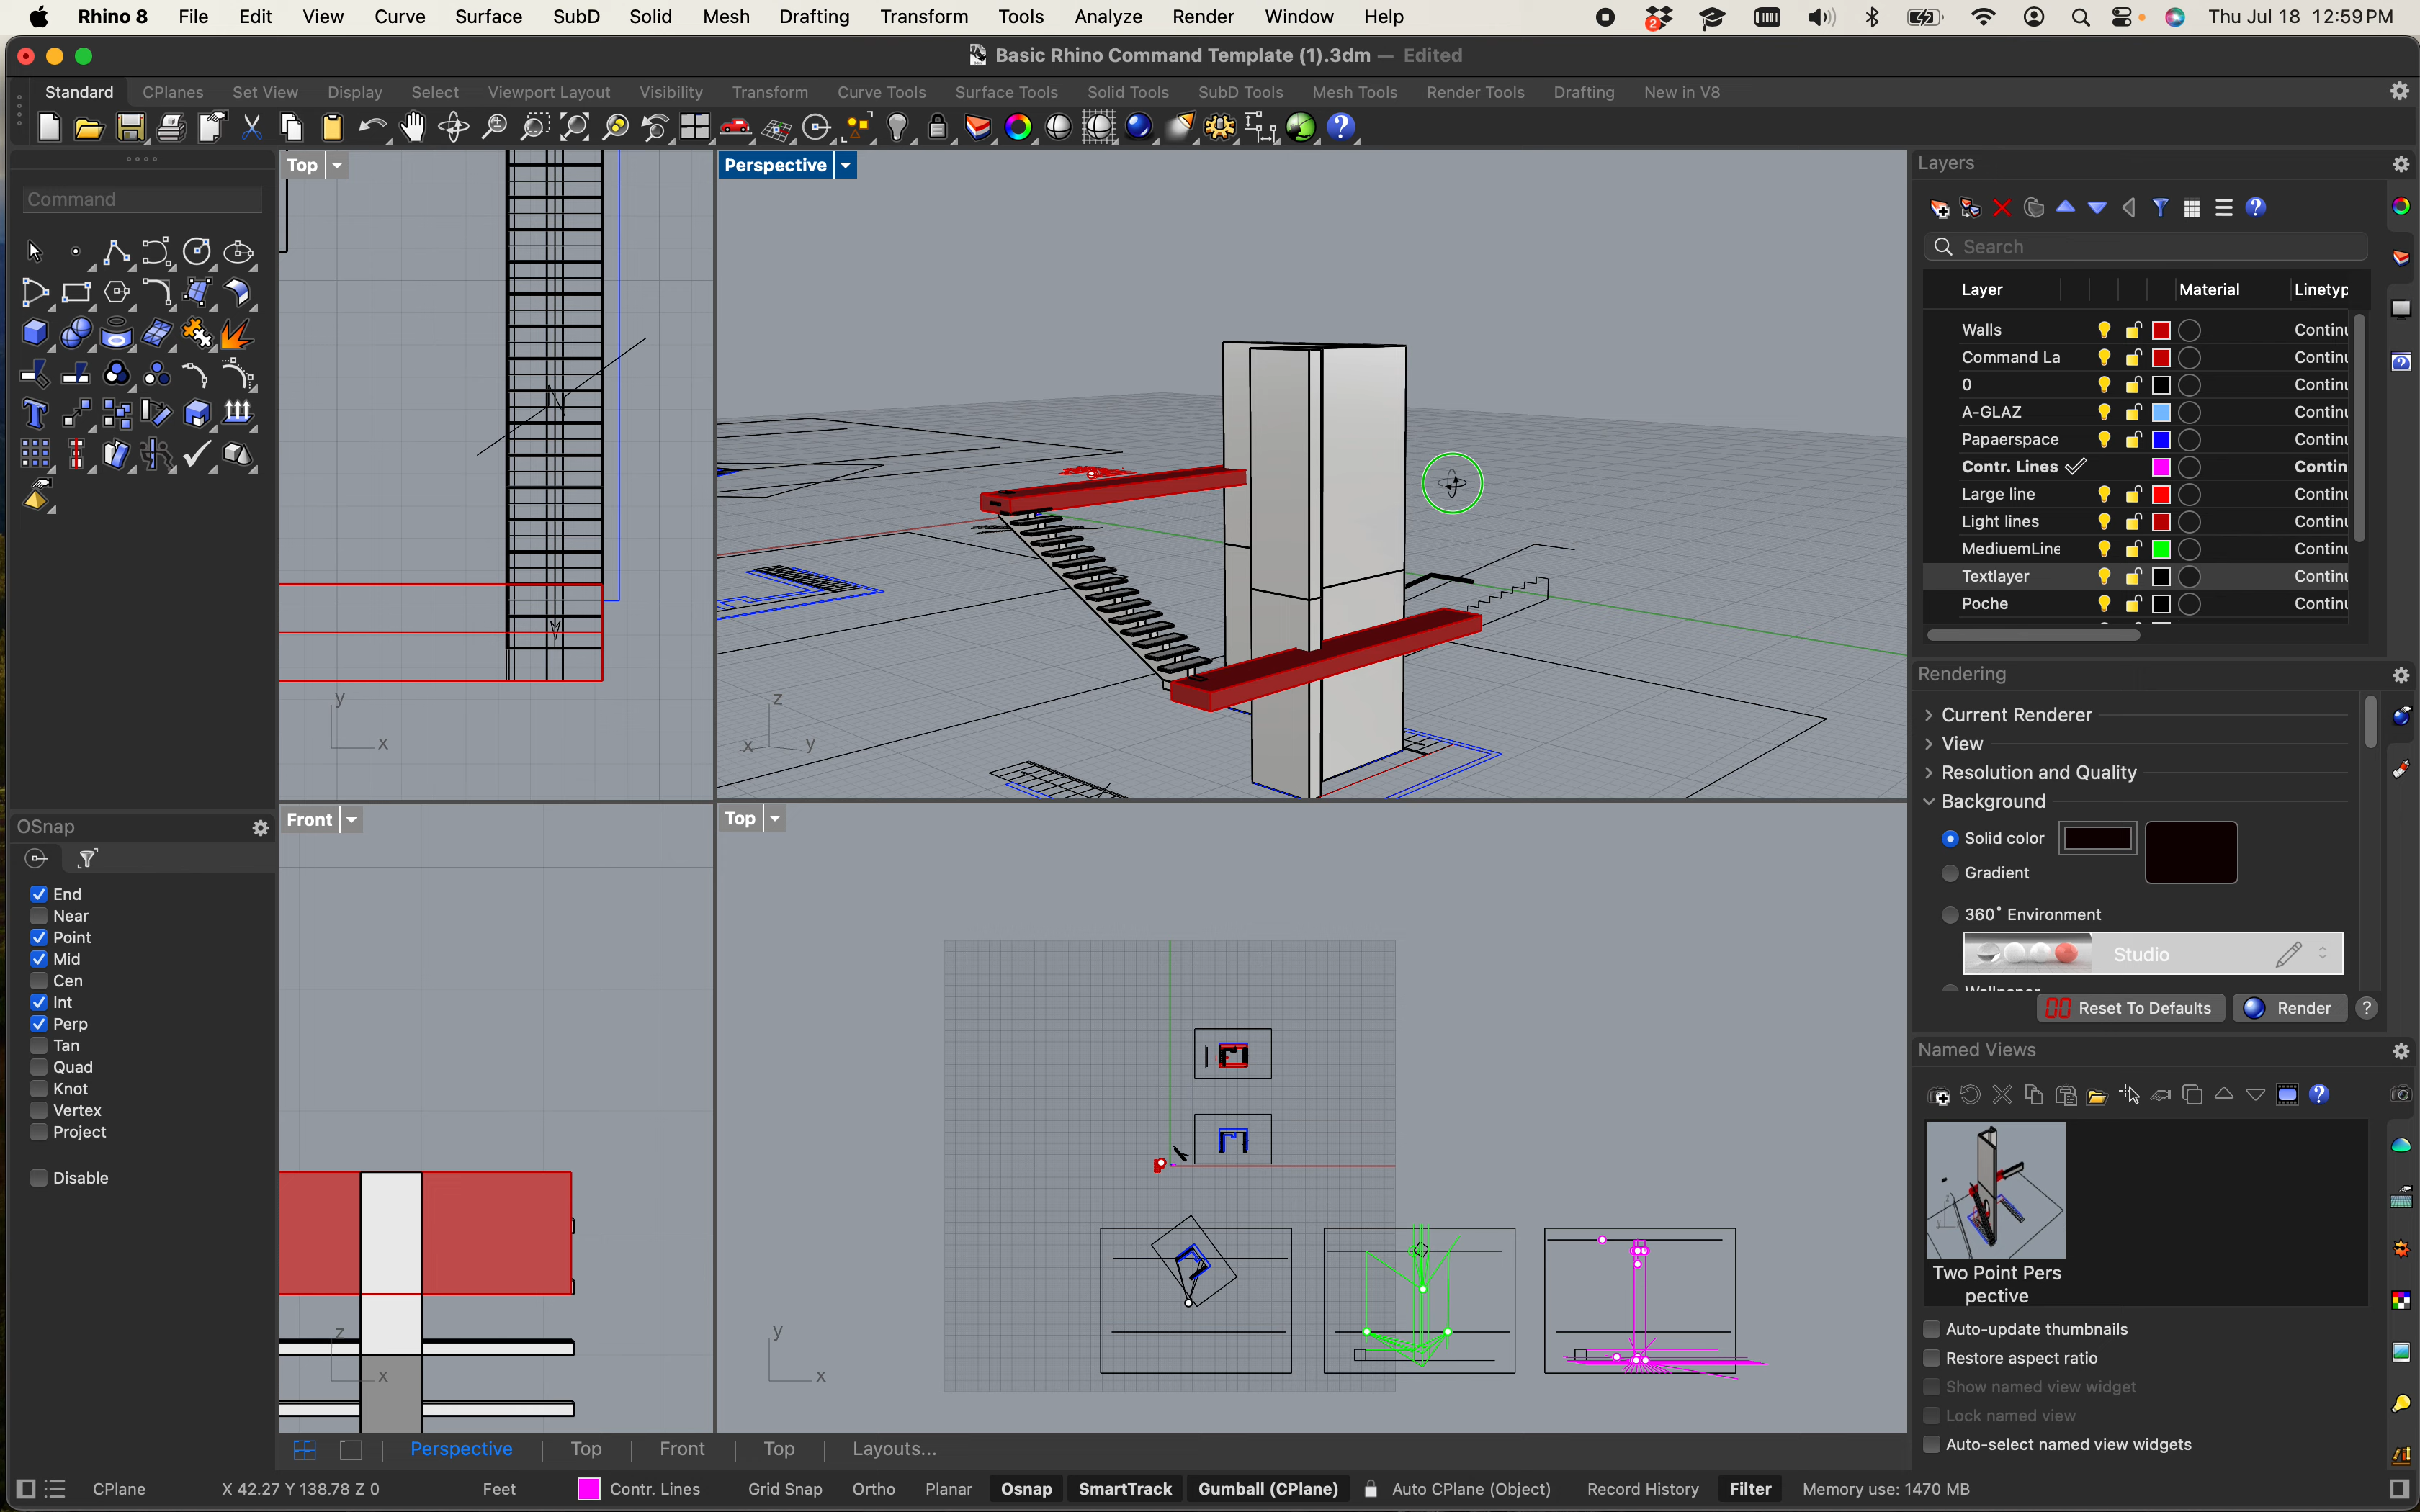 Rhino 8 File Edit View Curve Surface SubD Solid Mesh Drafting Transform Tools Analyze Render Window Help 2 Thu Jul 18 12:59 PM
Basic Rhino Command Template (1).3dm — Edited
Standard CPlanes Set View Display Select Viewport Layout Visibility Transform Curve Tools Surface Tools Solid Tools SubD Tools Mesh Tools Render Tools Drafting New in V8
Command
Top
y
x
Perspective
z
x y
Front
z
x
Top
y
x
OSnap
End
Near
Point
Mid
Cen
Int
Perp
Tan
Quad
Knot
Vertex
Project
Disable
Layers
Search
Layer Material Linetyp
Walls Continu
Command La Continu
0 Continu
A-GLAZ Continu
Papaerspace Continu
Contr. Lines Contin
Large line Continu
Light lines Continu
MediuemLine Continu
Textlayer Continu
Poche Continu
Rendering
Current Renderer
View
Resolution and Quality
Background
Solid color
Gradient
360° Environment
Studio
Reset To Defaults Render ?
Named Views
Two Point Pers
pective
Auto-update thumbnails
Restore aspect ratio
Show named view widget
Lock named view
Auto-select named view widgets
Perspective Top Front Top Layouts...
CPlane X 42.27 Y 138.78 Z 0 Feet Contr. Lines Grid Snap Ortho Planar Osnap SmartTrack Gumball (CPlane) Auto CPlane (Object) Record History Filter Memory use: 1470 MB